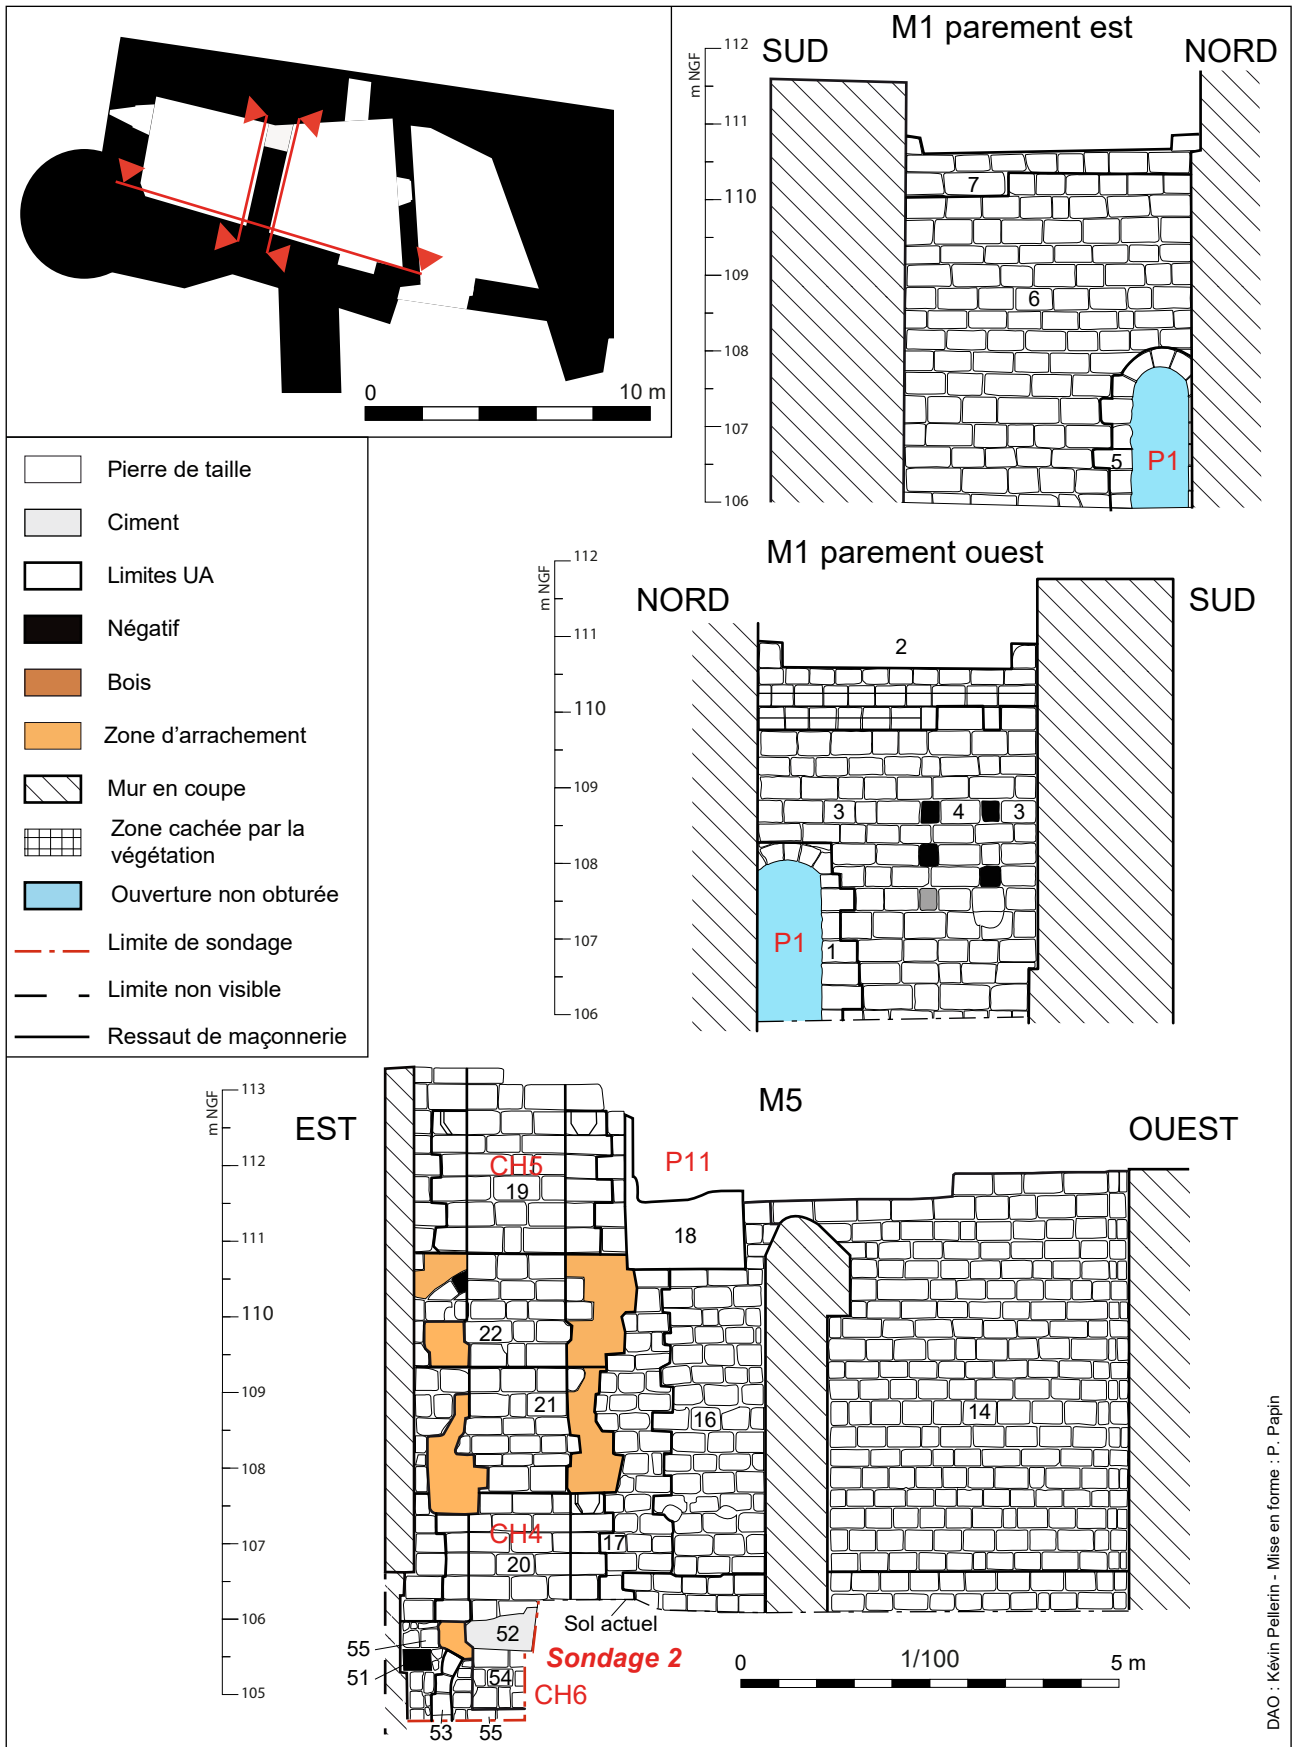 0 10 m
M1 parement est
SUD NORD
m NGF
112
111
110
109
108
107
106
7
6
5
P1
Pierre de taille
Ciment
Limites UA
Négatif
Bois
Zone d'arrachement
Mur en coupe
Zone cachée par la
végétation
Ouverture non obturée
Limite de sondage
Limite non visible
Ressaut de maçonnerie
M1 parement ouest
NORD SUD
m NGF
112
111
110
109
108
107
106
2
3 4 3
P1
1
M5
EST OUEST
m NGF
113
112
111
110
109
108
107
106
105
CH5
19
P11
18
22
21
16
14
CH4
20
17
Sol actuel
52
55
51
54
53
55
Sondage 2
CH6
0 1/100 5 m
DAO : Kévin Pellerin - Mise en forme : P. Papin